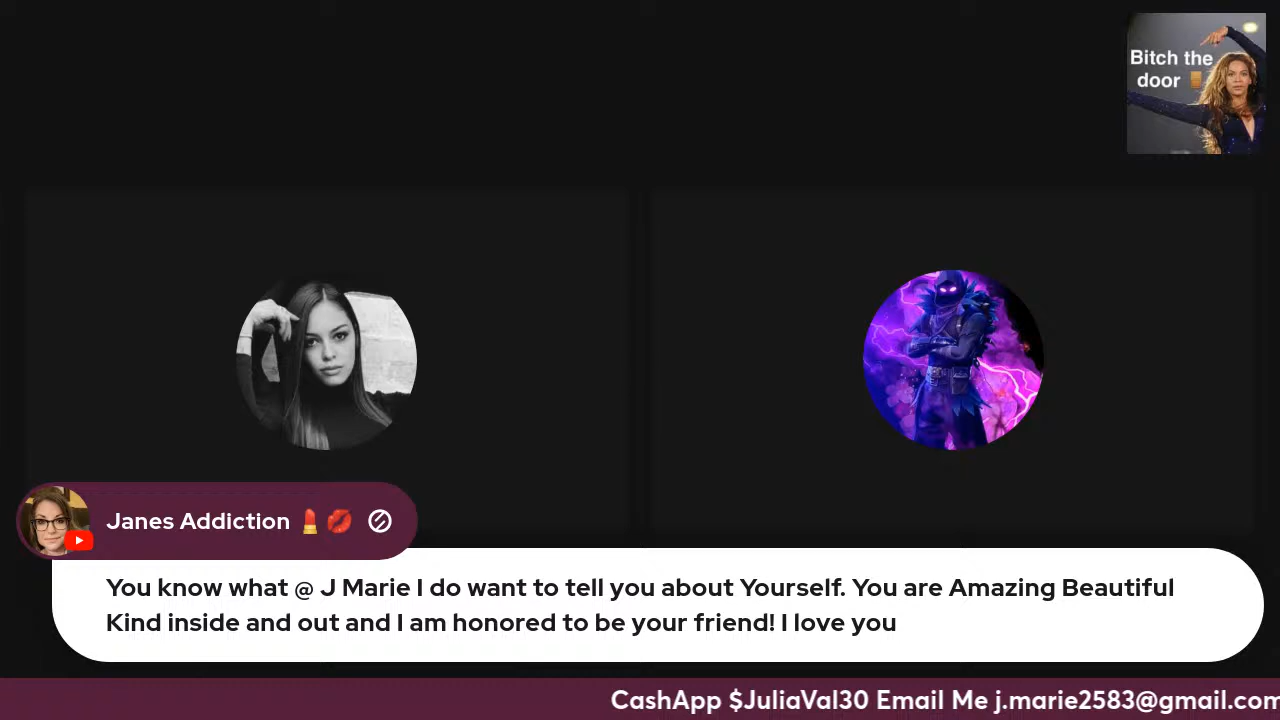 Bitch the
door
Janes Addiction
You know what @ J Marie I do want to tell you about Yourself. You are Amazing Beautiful
Kind inside and out and I am honored to be your friend! I love you
CashApp $JuliaVal30 Email Me j.marie2583@gmail.com